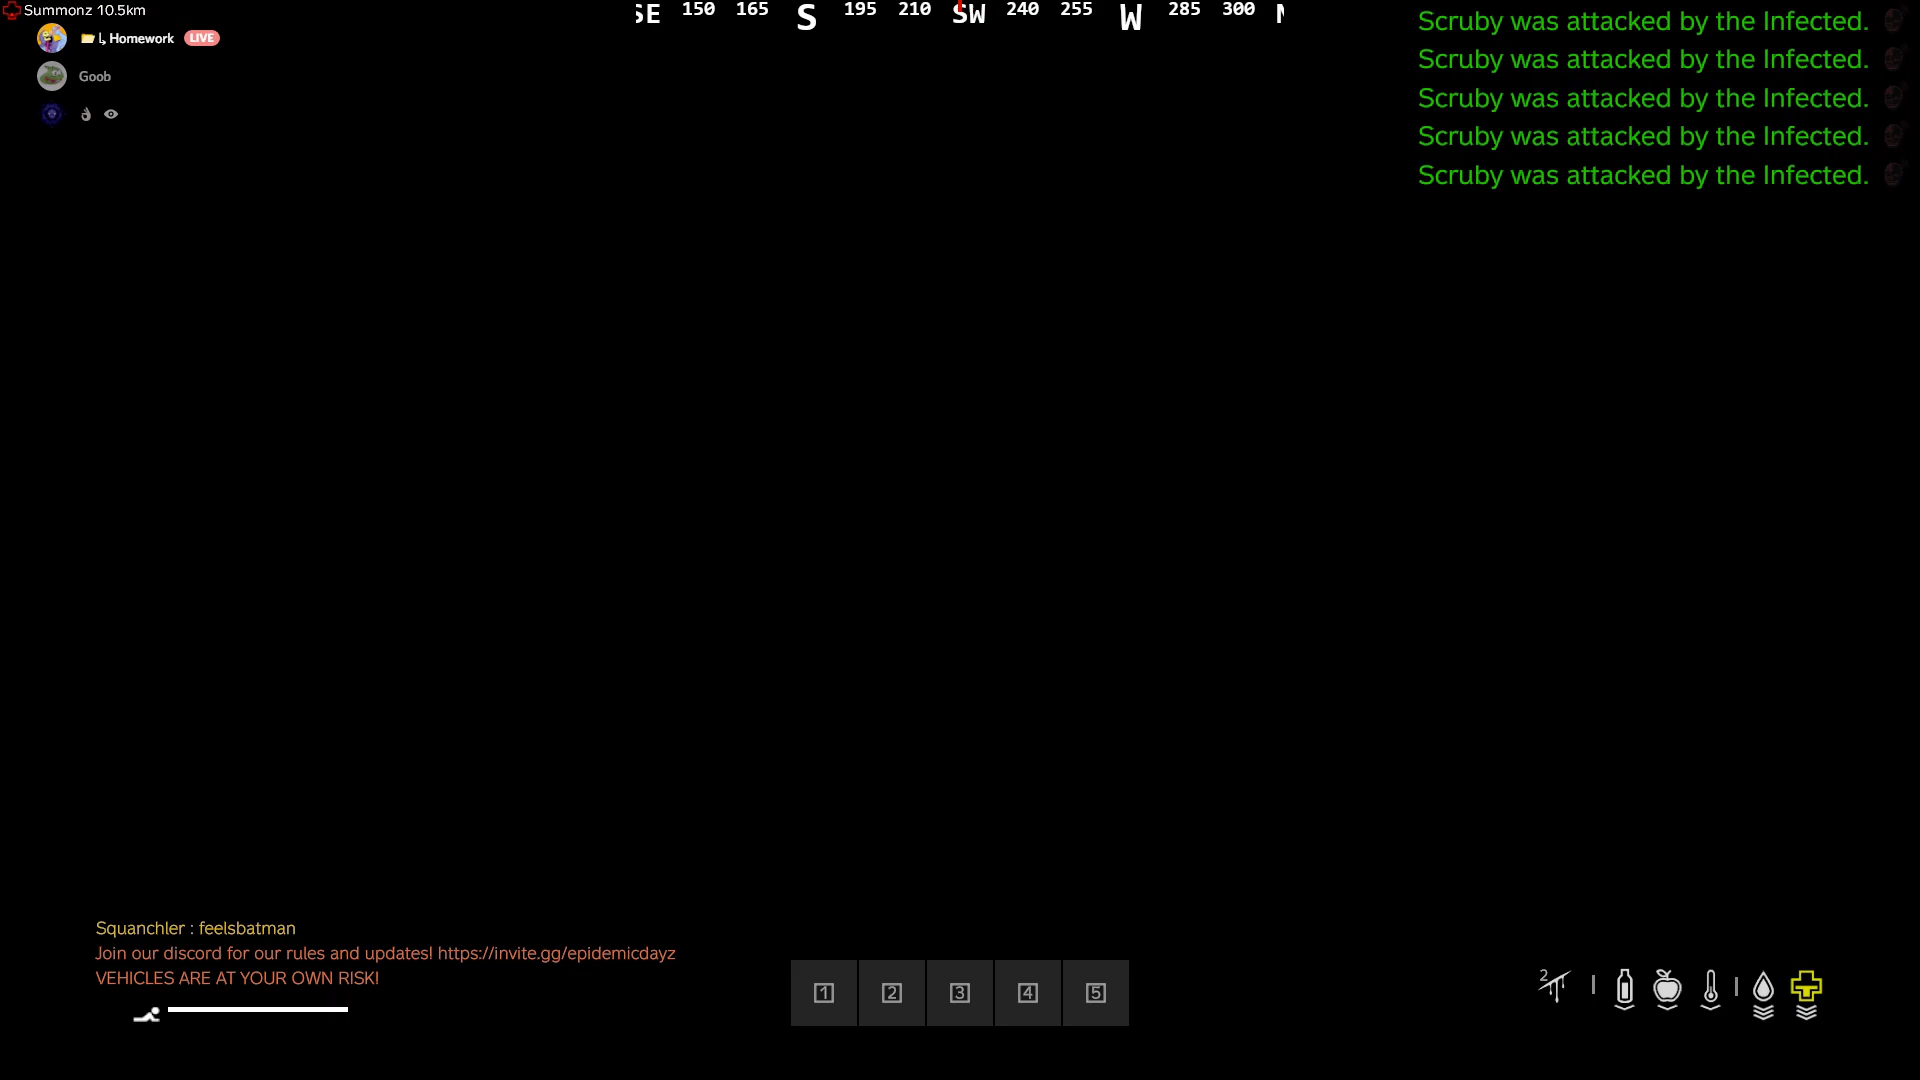 Summonz 10.5km
Homework LIVE
Goob
SE 150 165 S 195 210 SW 240 255 W 285 300
Scruby was attacked by the Infected.
Scruby was attacked by the Infected.
Scruby was attacked by the Infected.
Scruby was attacked by the Infected.
Scruby was attacked by the Infected.
Squanchler : feelsbatman
Join our discord for our rules and updates! https://invite.gg/epidemicdayz
VEHICLES ARE AT YOUR OWN RISK!
1 2 3 4 5
2